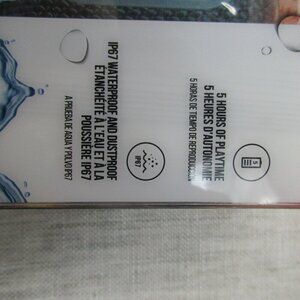 5 HOURS OF PLAYTIME
5 HEURES D'AUTONOMIE
5 HORAS DE TIEMPO DE REPRODUCCIÓN
5
IP67 WATERPROOF AND DUSTPROOF
ÉTANCHÉITÉ À L'EAU ET À LA
POUSSIÈRE IP67
A PRUEBA DE AGUA Y POLVO IP67
IP67